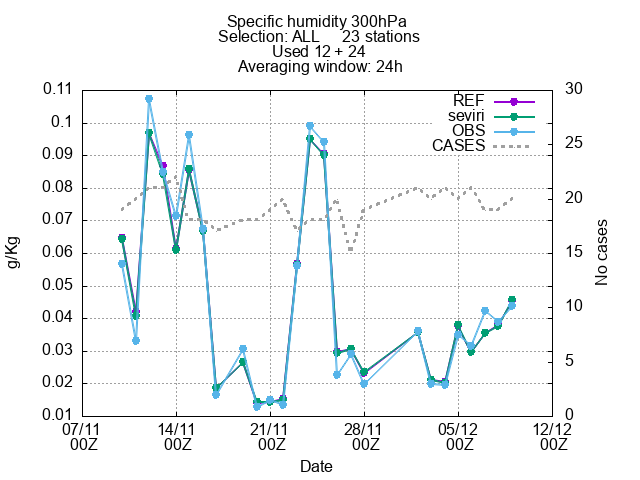 Specific humidity 300hPa
Selection: ALL 23 stations
Used 12 + 24
Averaging window: 24h
0.11
0.1
0.09
0.08
0.07
0.06
0.05
0.04
0.03
0.02
0.01
g/Kg
REF
seviri
OBS
CASES
30
25
20
15
10
5
0
No cases
07/11 14/11 21/11 28/11 05/12 12/12
00Z 00Z 00Z 00Z 00Z 00Z
Date